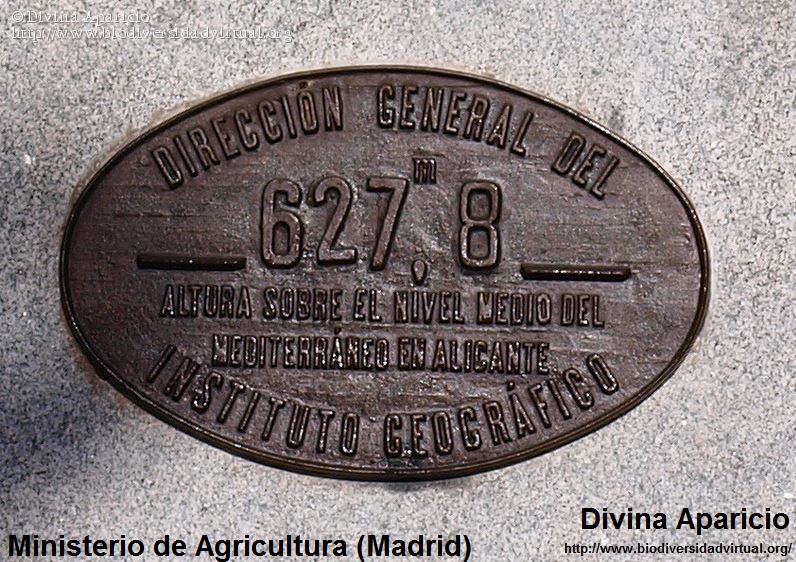 © Divina Aparicio
http://www.biodiversidadvirtual.org
DIRECCIÓN GENERAL DEL
627,m8
ALTURA SOBRE EL NIVEL MEDIO DEL
MEDITERRÁNEO EN ALICANTE
INSTITUTO GEOGRÁFICO
Divina Aparicio
Ministerio de Agricultura (Madrid)
http://www.biodiversidadvirtual.org/